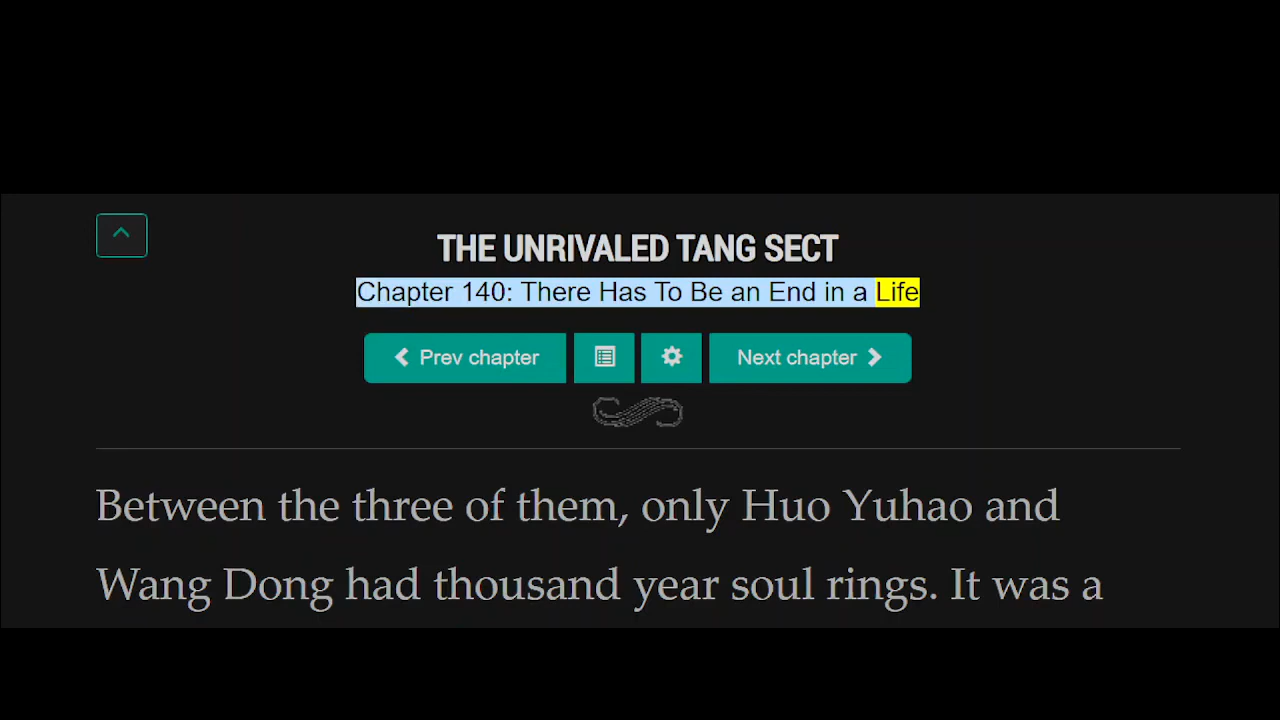 THE UNRIVALED TANG SECT
Chapter 140: There Has To Be an End in a Life
Prev chapter Next chapter
Between the three of them, only Huo Yuhao and
Wang Dong had thousand year soul rings. It was a